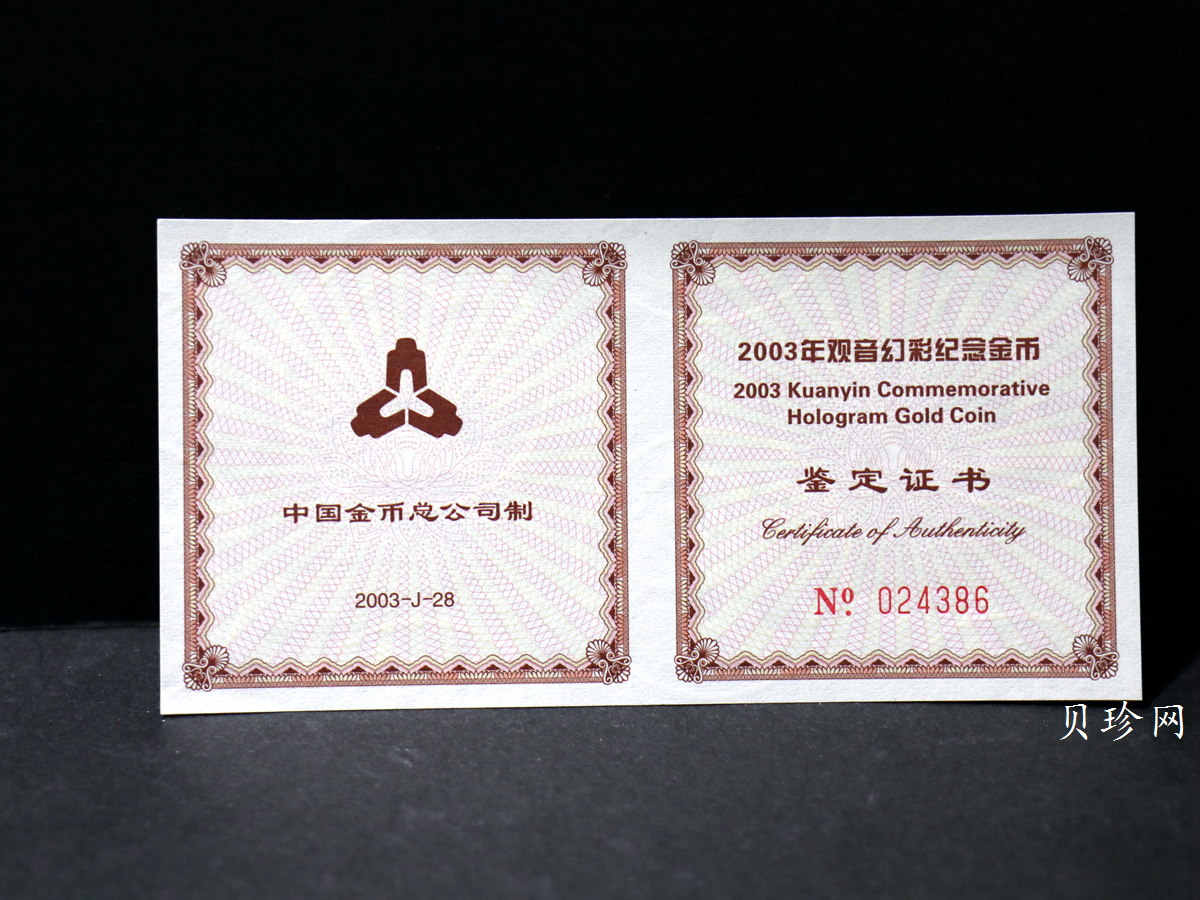 中国金币总公司制
2003-J-28
2003年观音幻彩纪念金币
2003 Kuanyin Commemorative
Hologram Gold Coin
鉴定证书
Certificate of Authenticity
Nº 024386
贝珍网